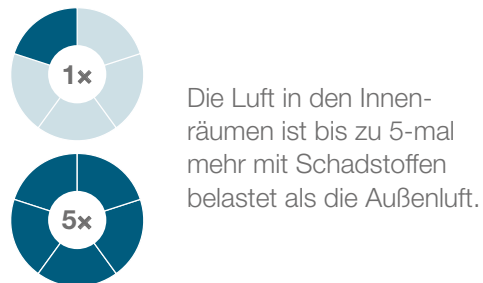 1×
Die Luft in den Innen-
räumen ist bis zu 5-mal
mehr mit Schadstoffen
belastet als die Außenluft.
5×